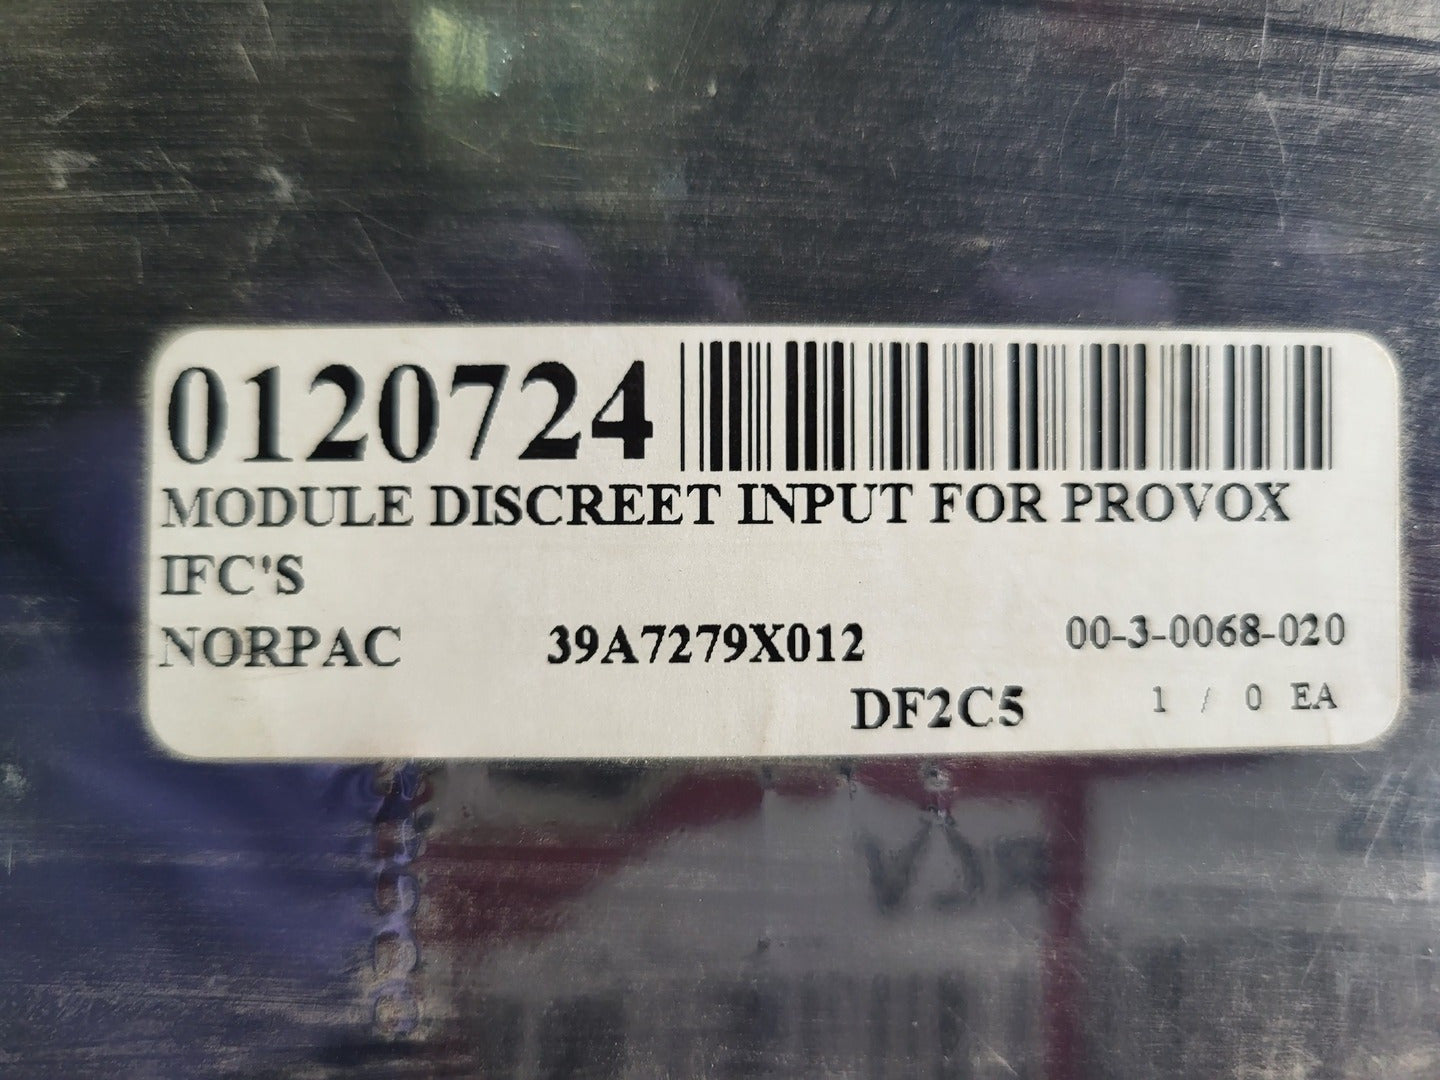 0120724
MODULE DISCREET INPUT FOR PROVOX
IFC'S
NORPAC 39A7279X012 00-3-0068-020
DF2C5 1 / 0 EA